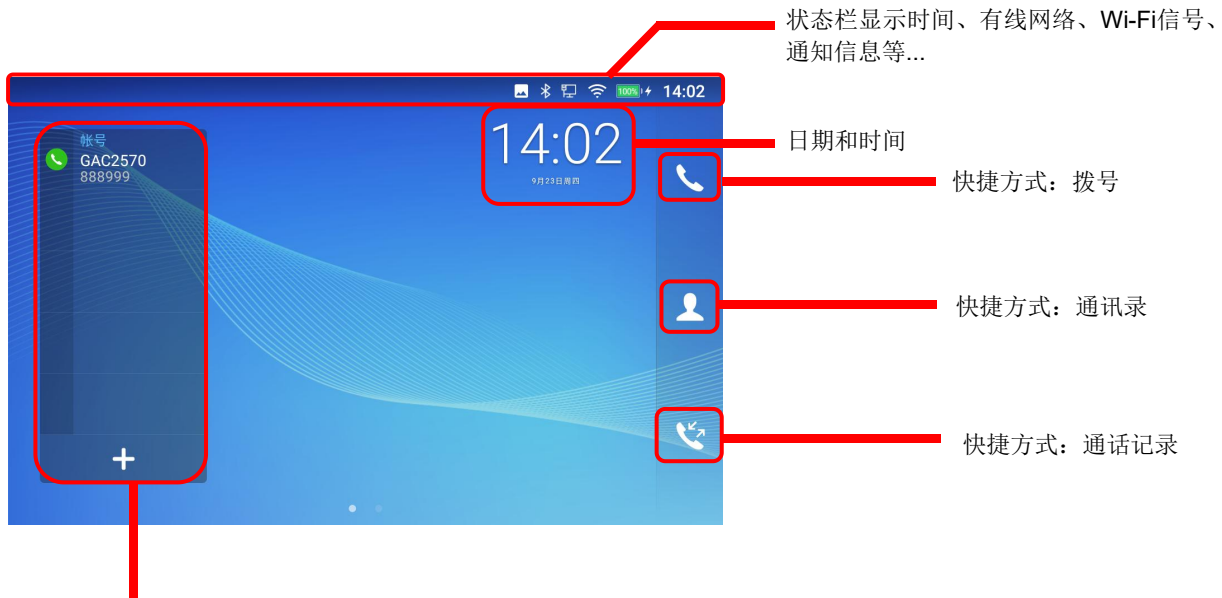 状态栏显示时间、有线网络、Wi-Fi信号、
通知信息等...
100% 14:02
14:02
9月23日周四
日期和时间
帐号
GAC2570
888999
快捷方式：拨号
快捷方式：通讯录
快捷方式：通话记录